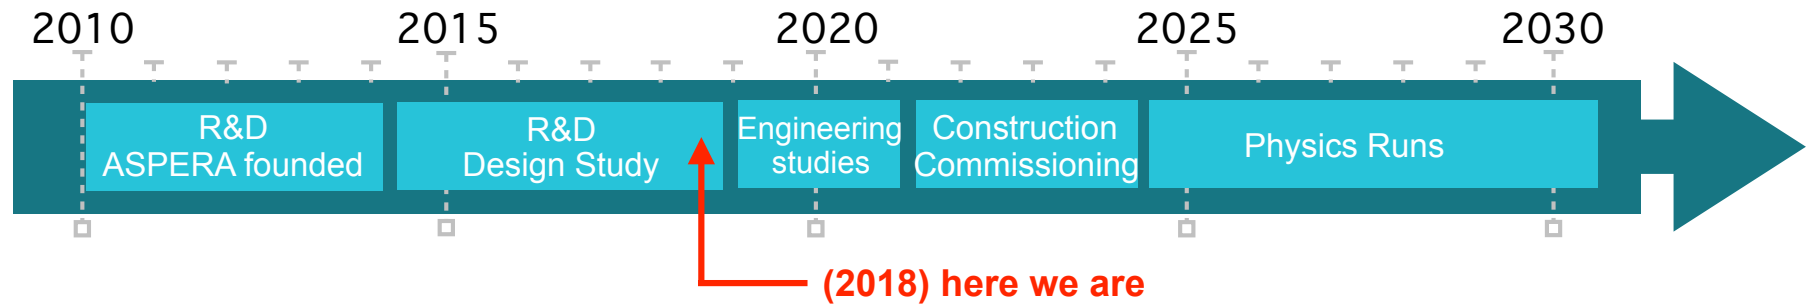 2010 2015 2020 2025 2030
R&D
ASPERA founded
R&D
Design Study
Engineering
studies
Construction
Commissioning
Physics Runs
(2018) here we are